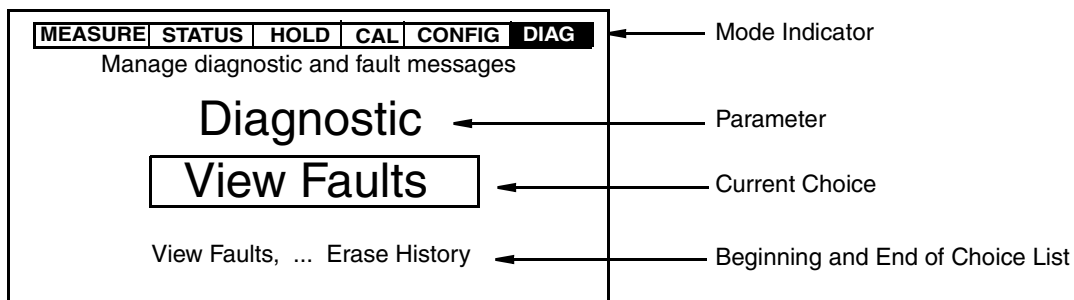 MEASURE STATUS HOLD CAL CONFIG DIAG
Mode Indicator
Manage diagnostic and fault messages
Diagnostic
Parameter
View Faults
Current Choice
View Faults, ... Erase History
Beginning and End of Choice List